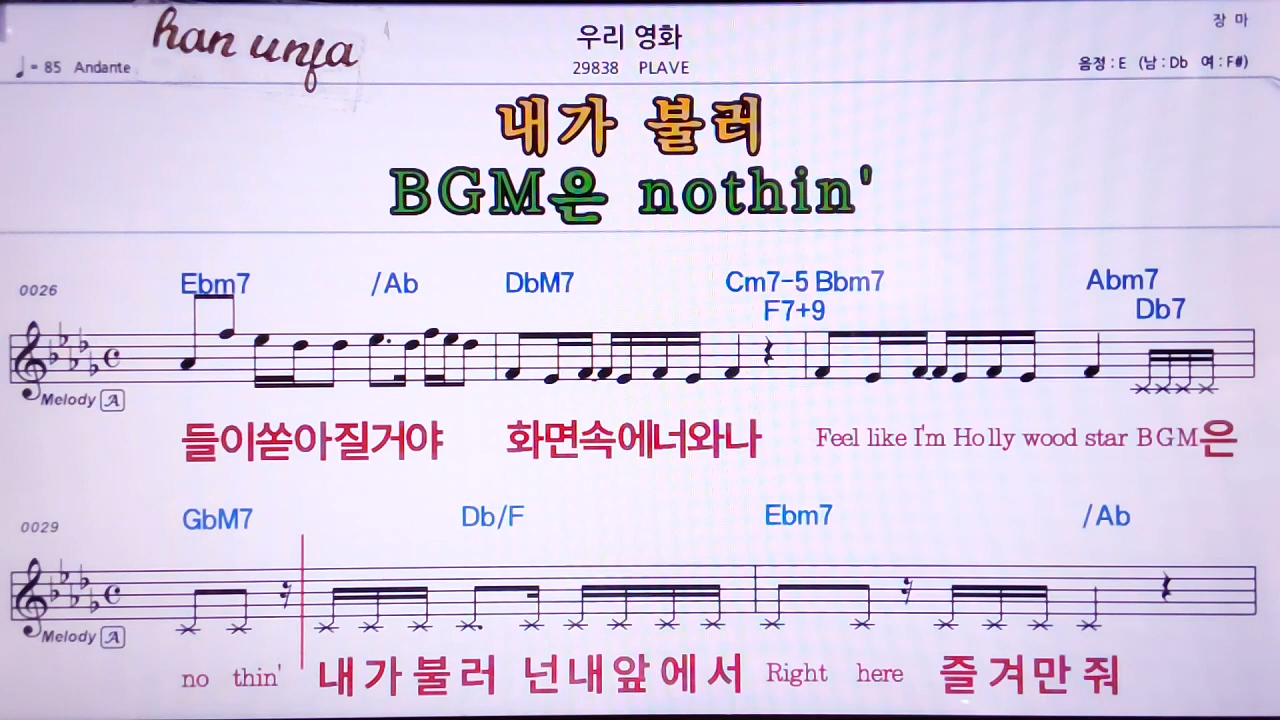 han unfa
우리 영화
장 마
♩= 85 Andante
29838 PLAVE
음정 : E (남 : Db 여 : F#)
내가 불러
BGM은 nothin'
Ebm7 /Ab DbM7 Cm7-5 Bbm7 Abm7
0026 F7+9 Db7
Melody A
들이쏟아질거야 화면속에너와나 Feel like I'm Holly wood star BGM은
0029 GbM7 Db/F Ebm7 /Ab
Melody A
no thin' 내가불러 넌내앞에서 Right here 즐겨만줘